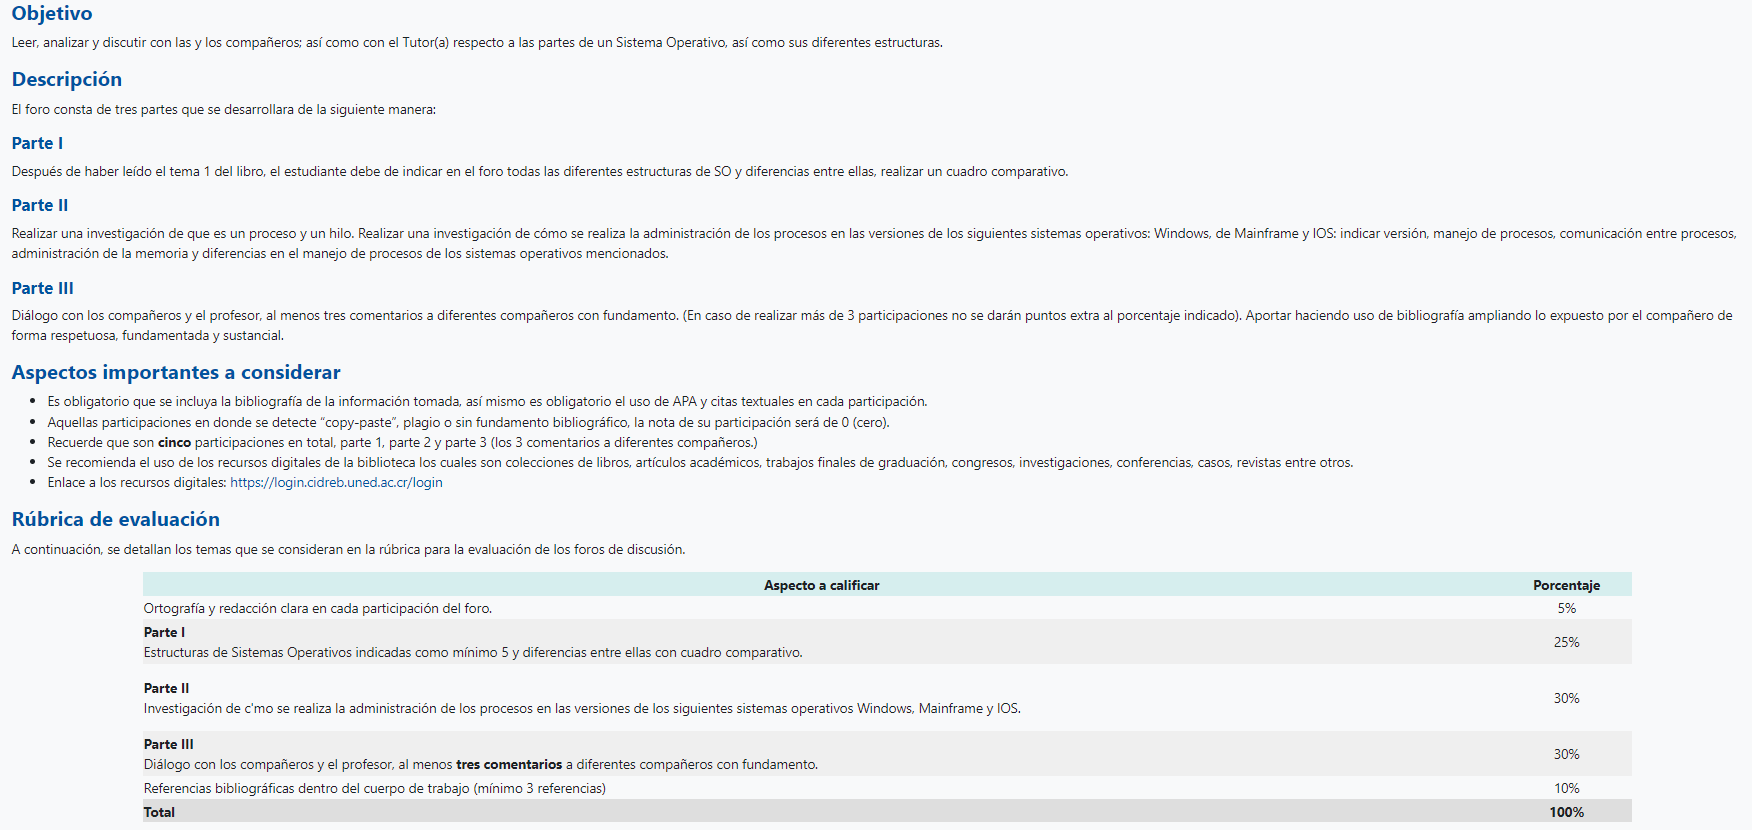 Objetivo
Leer, analizar y discutir con las y los compañeros; así como con el Tutor(a) respecto a las partes de un Sistema Operativo, así como sus diferentes estructuras.
Descripción
El foro consta de tres partes que se desarrollara de la siguiente manera:
Parte I
Después de haber leído el tema 1 del libro, el estudiante debe de indicar en el foro todas las diferentes estructuras de SO y diferencias entre ellas, realizar un cuadro comparativo.
Parte II
Realizar una investigación de que es un proceso y un hilo. Realizar una investigación de cómo se realiza la administración de los procesos en las versiones de los siguientes sistemas operativos: Windows, de Mainframe y IOS: indicar versión, manejo de procesos, comunicación entre procesos,
administración de la memoria y diferencias en el manejo de procesos de los sistemas operativos mencionados.
Parte III
Diálogo con los compañeros y el profesor, al menos tres comentarios a diferentes compañeros con fundamento. (En caso de realizar más de 3 participaciones no se darán puntos extra al porcentaje indicado). Aportar haciendo uso de bibliografía ampliando lo expuesto por el compañero de
forma respetuosa, fundamentada y sustancial.
Aspectos importantes a considerar
• Es obligatorio que se incluya la bibliografía de la información tomada, así mismo es obligatorio el uso de APA y citas textuales en cada participación.
• Aquellas participaciones en donde se detecte “copy-paste”, plagio o sin fundamento bibliográfico, la nota de su participación será de 0 (cero).
• Recuerde que son cinco participaciones en total, parte 1, parte 2 y parte 3 (los 3 comentarios a diferentes compañeros.)
• Se recomienda el uso de los recursos digitales de la biblioteca los cuales son colecciones de libros, artículos académicos, trabajos finales de graduación, congresos, investigaciones, conferencias, casos, revistas entre otros.
• Enlace a los recursos digitales: https://login.cidreb.uned.ac.cr/login
Rúbrica de evaluación
A continuación, se detallan los temas que se consideran en la rúbrica para la evaluación de los foros de discusión.
Aspecto a calificar Porcentaje
Ortografía y redacción clara en cada participación del foro. 5%
Parte I
Estructuras de Sistemas Operativos indicadas como mínimo 5 y diferencias entre ellas con cuadro comparativo. 25%
Parte II
Investigación de c'mo se realiza la administración de los procesos en las versiones de los siguientes sistemas operativos Windows, Mainframe y IOS. 30%
Parte III
Diálogo con los compañeros y el profesor, al menos tres comentarios a diferentes compañeros con fundamento. 30%
Referencias bibliográficas dentro del cuerpo de trabajo (mínimo 3 referencias) 10%
Total 100%